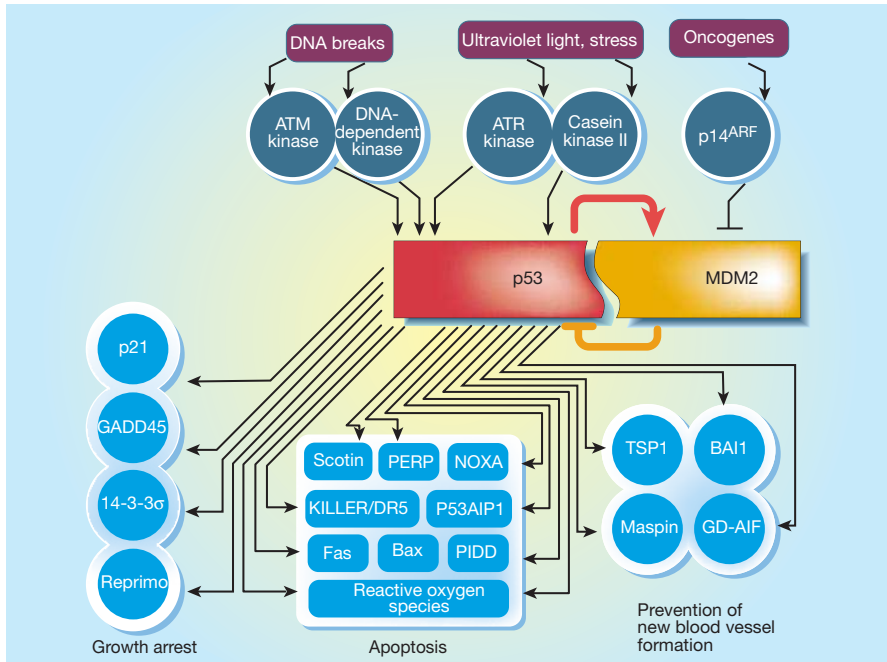 DNA breaks
Ultraviolet light, stress
Oncogenes
ATM
kinase
DNA-
dependent
kinase
ATR
kinase
Casein
kinase II
p14ARF
p53
MDM2
p21
GADD45
14-3-3σ
Reprimo
Growth arrest
Scotin
PERP
NOXA
KILLER/DR5
P53AIP1
Fas
Bax
PIDD
Reactive oxygen
species
Apoptosis
TSP1
BAI1
Maspin
GD-AIF
Prevention of
new blood vessel
formation